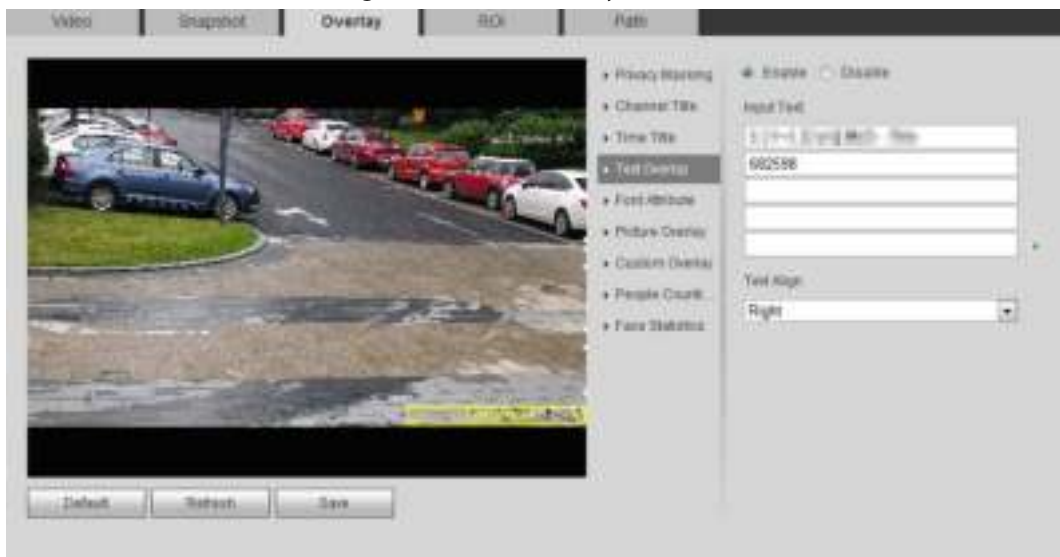 Video Snapshot Overlay ROI Path
Privacy Masking
Channel Title
Time Title
Text Overlay
Font Attribute
Picture Overlay
Custom Overlay
People Counti...
Face Statistics
Enable Disable
Input Text
682598
Text Align
Right
Default Refresh Save